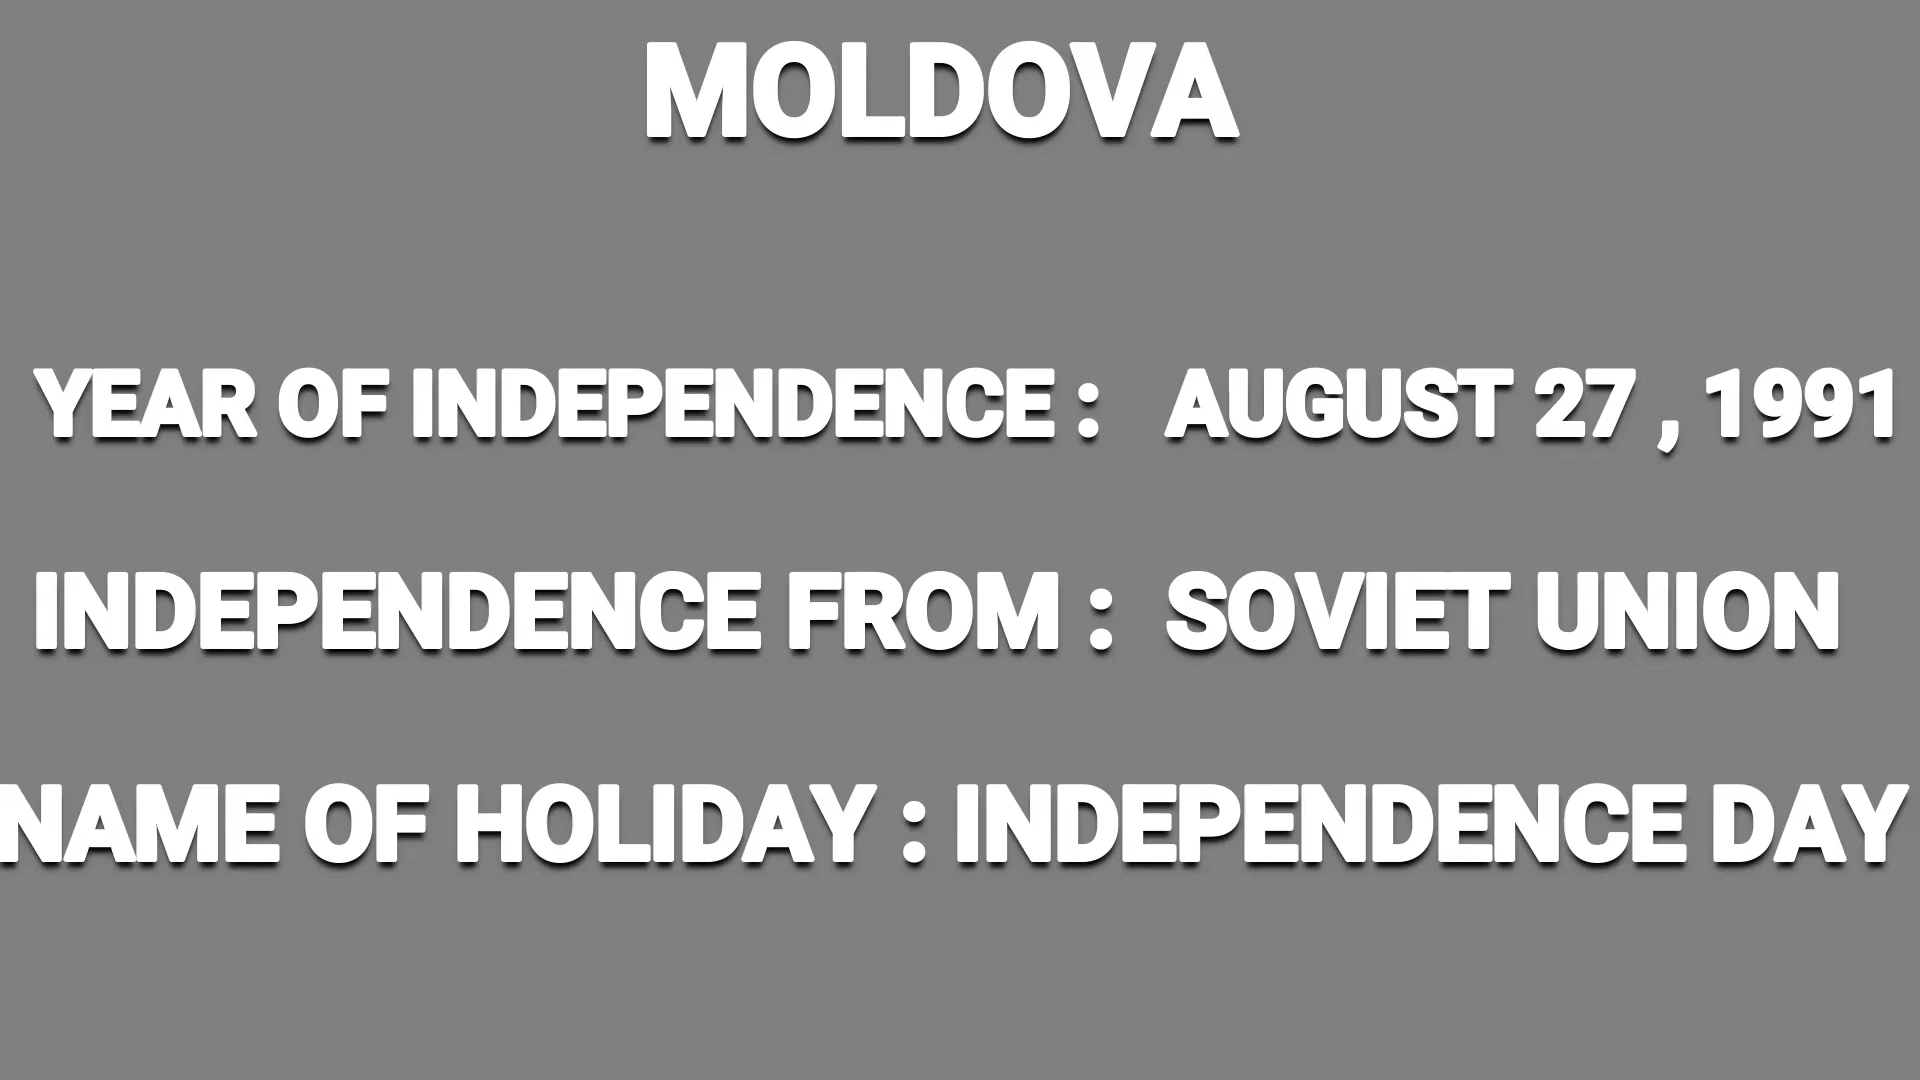 MOLDOVA
YEAR OF INDEPENDENCE : AUGUST 27 , 1991
INDEPENDENCE FROM : SOVIET UNION
NAME OF HOLIDAY : INDEPENDENCE DAY